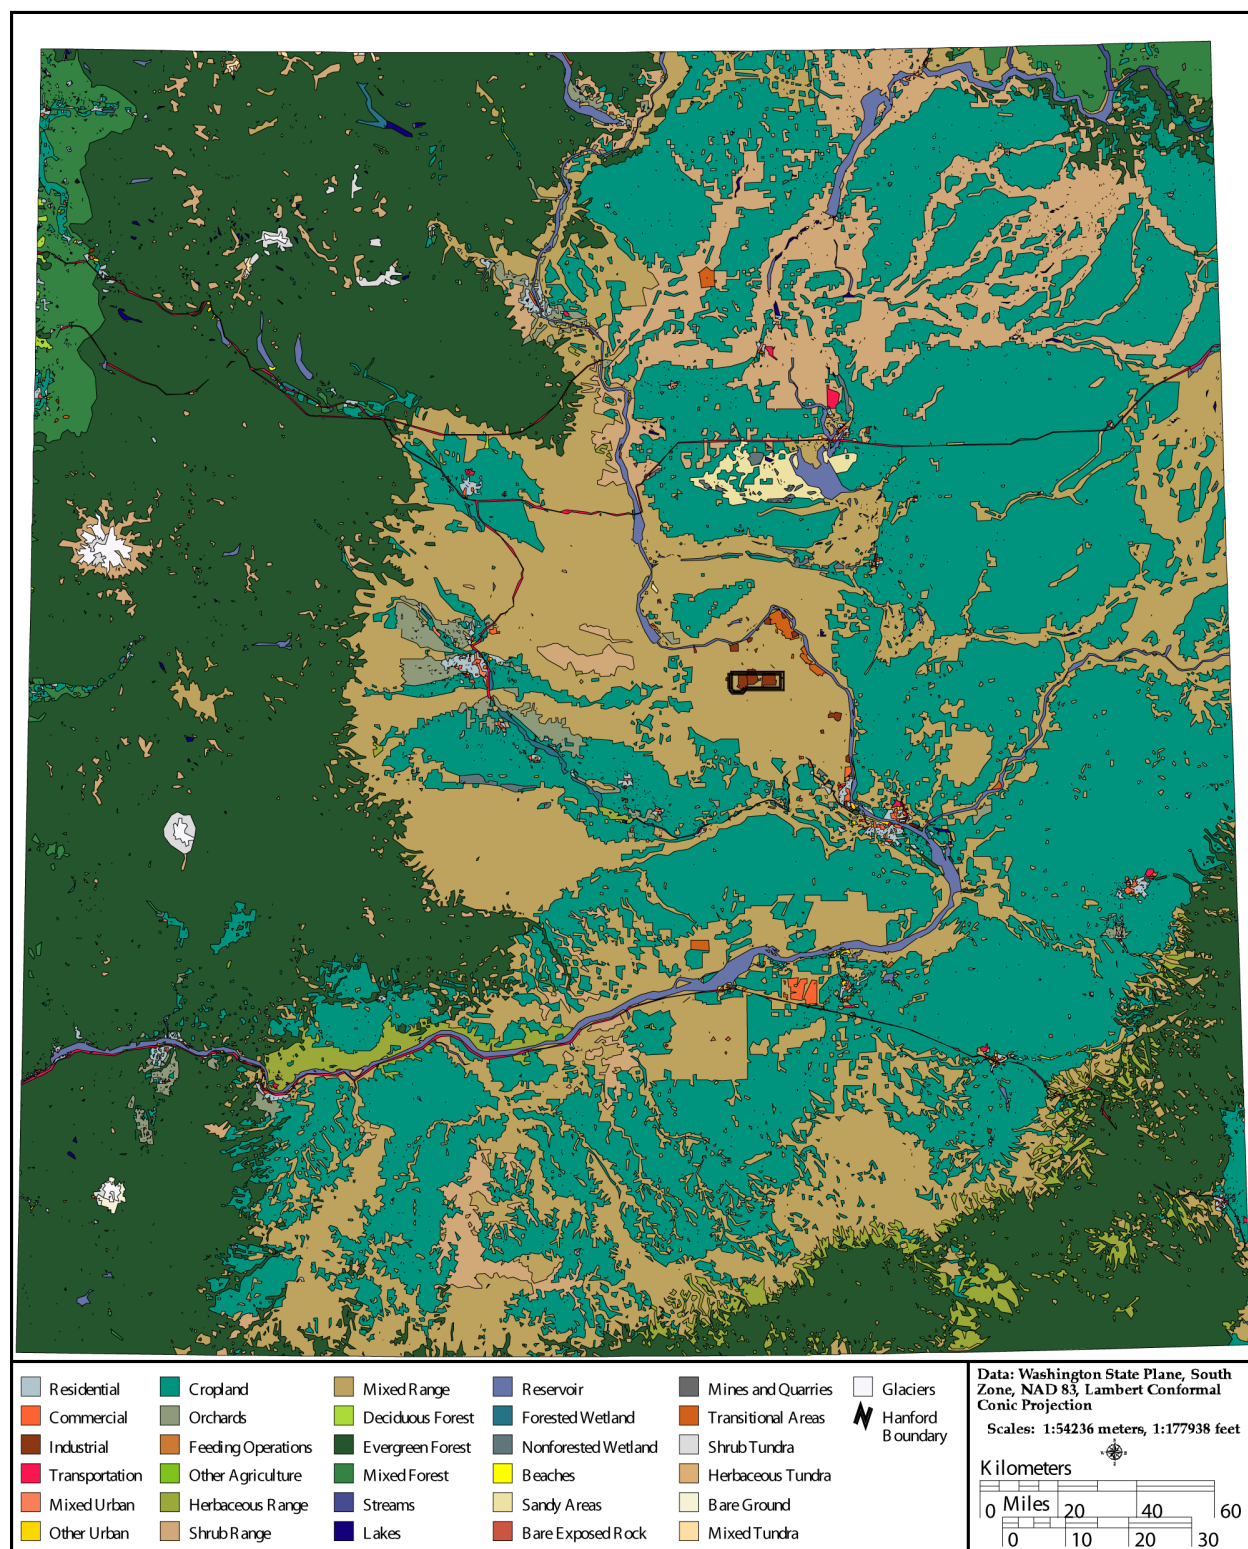 Residential
Commercial
Industrial
Transportation
Mixed Urban
Other Urban
Cropland
Orchards
Feeding Operations
Other Agriculture
Herbaceous Range
Shrub Range
Mixed Range
Deciduous Forest
Evergreen Forest
Mixed Forest
Streams
Lakes
Reservoir
Forested Wetland
Nonforested Wetland
Beaches
Sandy Areas
Bare Exposed Rock
Mines and Quarries
Transitional Areas
Shrub Tundra
Herbaceous Tundra
Bare Ground
Mixed Tundra
Glaciers
Hanford
Boundary
Data: Washington State Plane, South
Zone, NAD 83, Lambert Conformal
Conic Projection
Scales: 1:54236 meters, 1:177938 feet
Kilometers
0 20 40 60
Miles
0 10 20 30